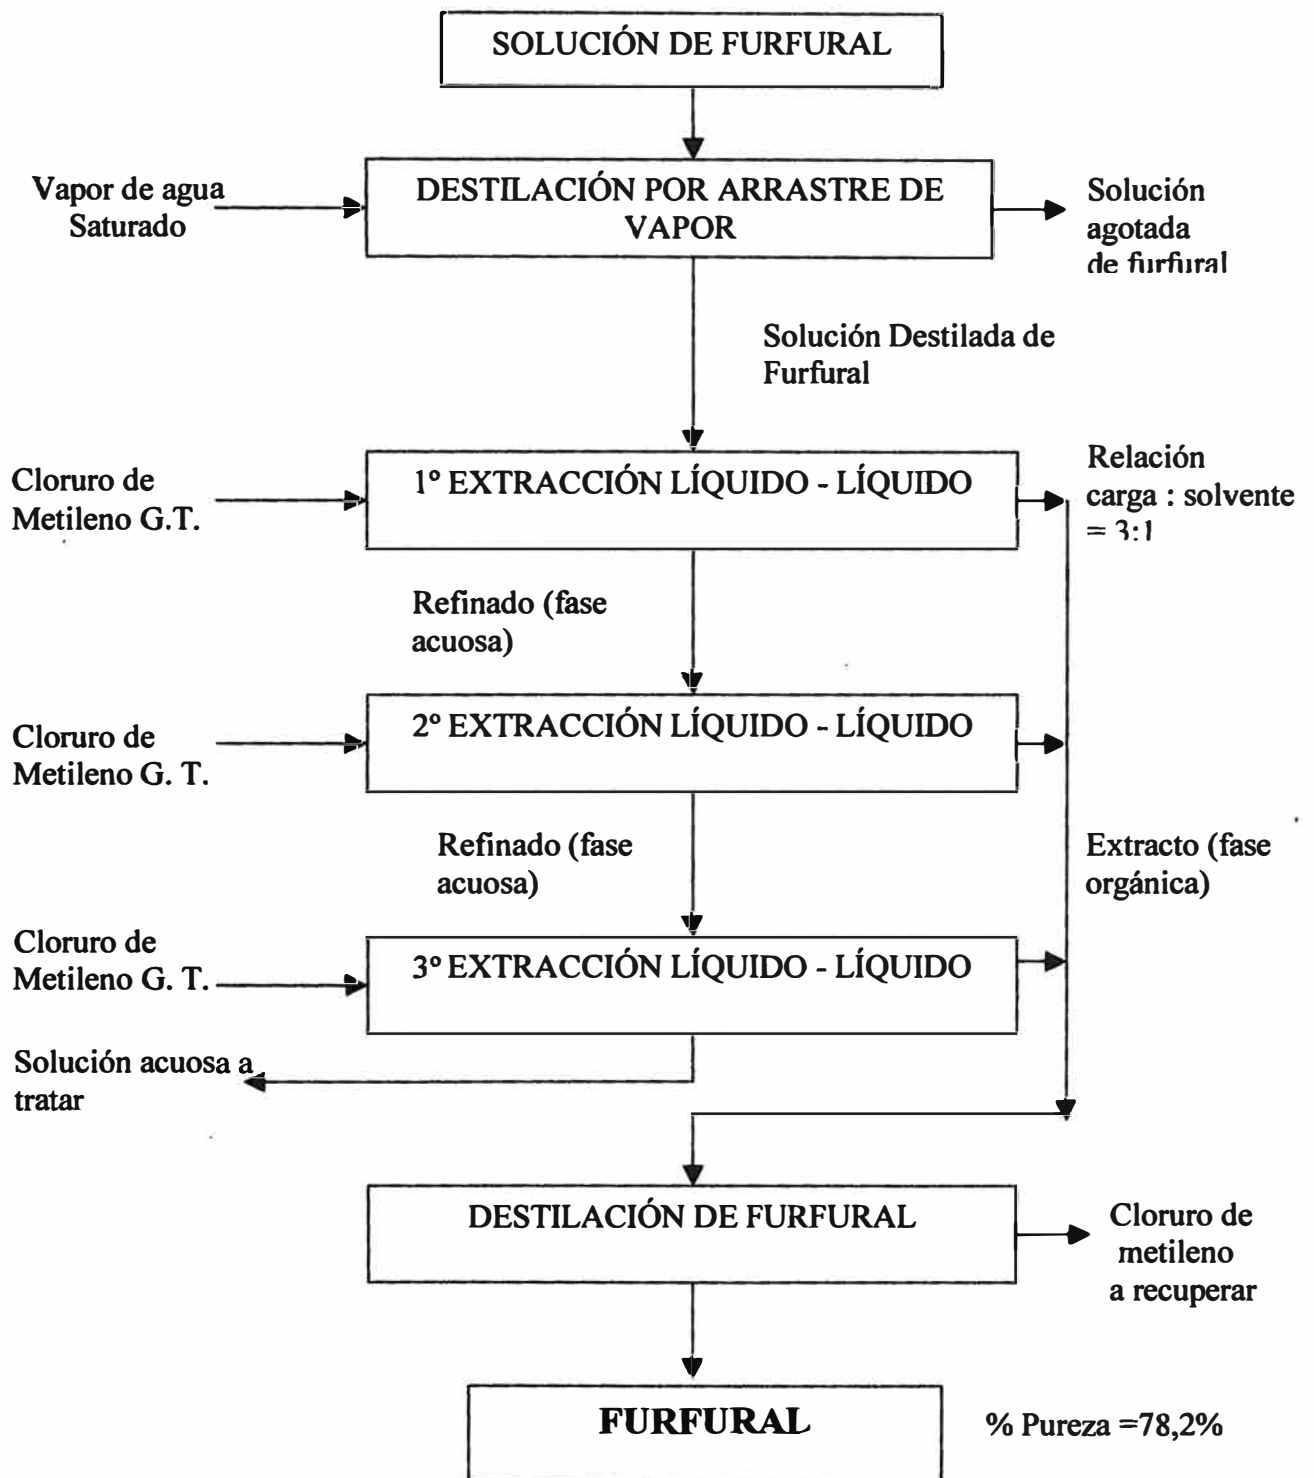 SOLUCIÓN DE FURFURAL
Vapor de agua
Saturado
DESTILACIÓN POR ARRASTRE DE
VAPOR
Solución
agotada
de furfural
Solución Destilada de
Furfural
Cloruro de
Metileno G.T.
1º EXTRACCIÓN LÍQUIDO - LÍQUIDO
Relación
carga : solvente
= 3:1
Refinado (fase
acuosa)
Cloruro de
Metileno G. T.
2º EXTRACCIÓN LÍQUIDO - LÍQUIDO
Refinado (fase
acuosa)
Extracto (fase
orgánica)
Cloruro de
Metileno G. T.
3º EXTRACCIÓN LÍQUIDO - LÍQUIDO
Solución acuosa a
tratar
DESTILACIÓN DE FURFURAL
Cloruro de
metileno
a recuperar
FURFURAL
% Pureza =78,2%